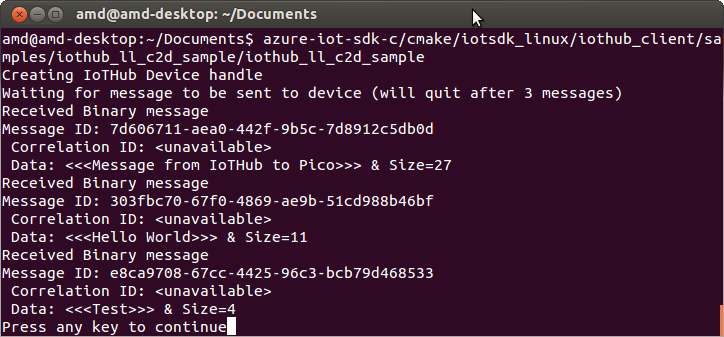 amd@amd-desktop: ~/Documents
amd@amd-desktop:~/Documents$ azure-iot-sdk-c/cmake/iotsdk_linux/iothub_client/sa
mples/iothub_ll_c2d_sample/iothub_ll_c2d_sample
Creating IoTHub Device handle
Waiting for message to be sent to device (will quit after 3 messages)
Received Binary message
Message ID: 7d606711-aea0-442f-9b5c-7d8912c5db0d
 Correlation ID: <unavailable>
 Data: <<<Message from IoTHub to Pico>>> & Size=27
Received Binary message
Message ID: 303fbc70-67f0-4869-ae9b-51cd988b46bf
 Correlation ID: <unavailable>
 Data: <<<Hello World>>> & Size=11
Received Binary message
Message ID: e8ca9708-67cc-4425-96c3-bcb79d468533
 Correlation ID: <unavailable>
 Data: <<<Test>>> & Size=4
Press any key to continue